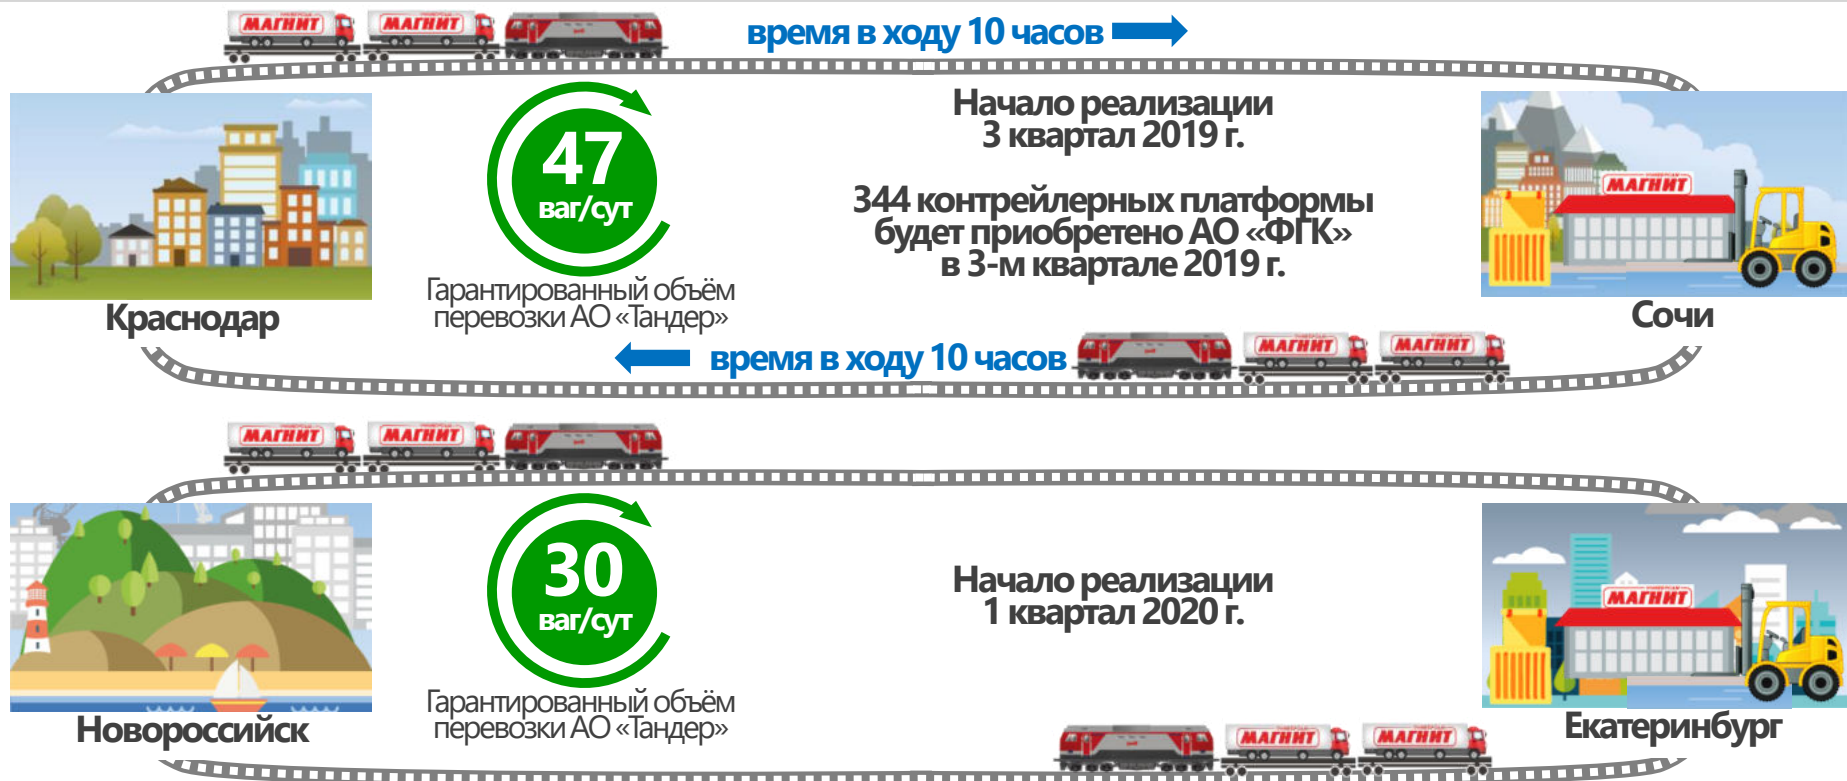 МАГНИТ
МАГНИТ
время в ходу 10 часов
Начало реализации
3 квартал 2019 г.
47
ваг/сут
344 контрейлерных платформы
будет приобретено АО «ФГК»
в 3-м квартале 2019 г.
МАГНИТ
Гарантированный объём
перевозки АО «Тандер»
Краснодар
Сочи
время в ходу 10 часов
МАГНИТ
МАГНИТ
МАГНИТ
МАГНИТ
30
ваг/сут
Начало реализации
1 квартал 2020 г.
МАГНИТ
Гарантированный объём
перевозки АО «Тандер»
Новороссийск
Екатеринбург
МАГНИТ
МАГНИТ